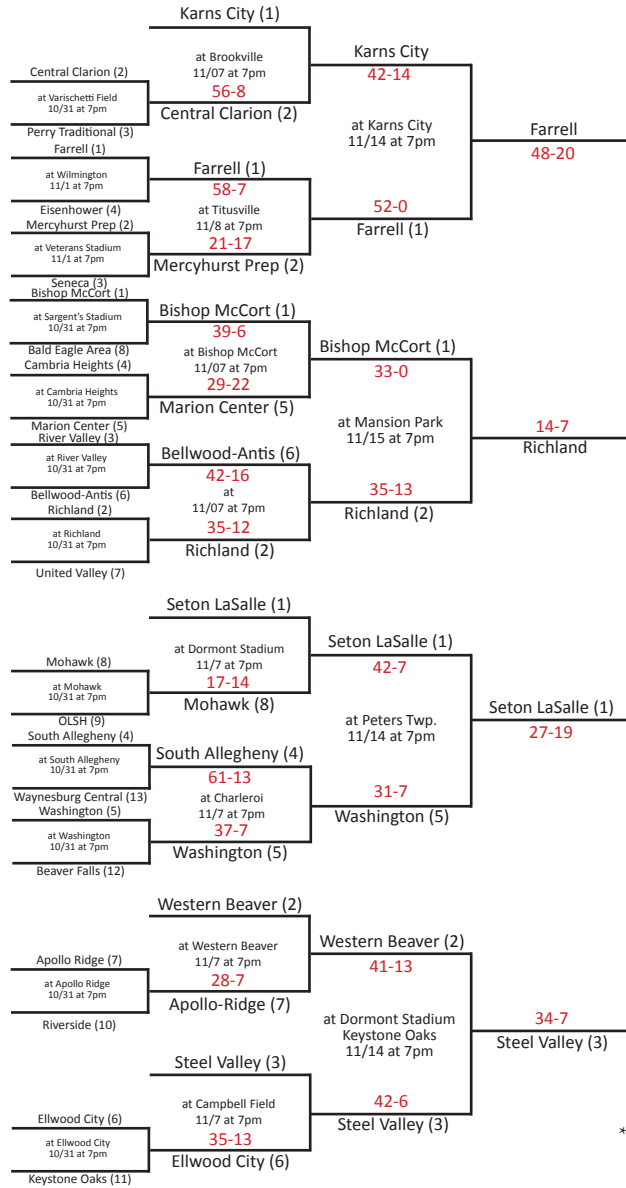 Karns City (1)
at Brookville
11/07 at 7pm
56-8
Central Clarion (2)
Central Clarion (2)
at Varischetti Field
10/31 at 7pm
Perry Traditional (3)
Karns City
42-14
at Karns City
11/14 at 7pm
52-0
Farrell (1)
Farrell
48-20
Farrell (1)
at Wilmington
11/1 at 7pm
Eisenhower (4)
Farrell (1)
58-7
at Titusville
11/8 at 7pm
21-17
Mercyhurst Prep (2)
Mercyhurst Prep (2)
at Veterans Stadium
11/1 at 7pm
Seneca (3)
Bishop McCort (1)
at Sargent's Stadium
10/31 at 7pm
Bald Eagle Area (8)
Bishop McCort (1)
39-6
at Bishop McCort
11/07 at 7pm
29-22
Marion Center (5)
Cambria Heights (4)
at Cambria Heights
10/31 at 7pm
Marion Center (5)
Bishop McCort (1)
33-0
at Mansion Park
11/15 at 7pm
35-13
Richland (2)
14-7
Richland
River Valley (3)
at River Valley
10/31 at 7pm
Bellwood-Antis (6)
Bellwood-Antis (6)
42-16
at
11/07 at 7pm
35-12
Richland (2)
Richland (2)
at Richland
10/31 at 7pm
United Valley (7)
Seton LaSalle (1)
at Dormont Stadium
11/7 at 7pm
17-14
Mohawk (8)
Mohawk (8)
at Mohawk
10/31 at 7pm
OLSH (9)
Seton LaSalle (1)
42-7
at Peters Twp.
11/14 at 7pm
31-7
Washington (5)
Seton LaSalle (1)
27-19
South Allegheny (4)
at South Allegheny
10/31 at 7pm
Waynesburg Central (13)
South Allegheny (4)
61-13
at Charleroi
11/7 at 7pm
37-7
Washington (5)
Washington (5)
at Washington
10/31 at 7pm
Beaver Falls (12)
Western Beaver (2)
at Western Beaver
11/7 at 7pm
28-7
Apollo-Ridge (7)
Apollo Ridge (7)
at Apollo Ridge
10/31 at 7pm
Riverside (10)
Western Beaver (2)
41-13
at Dormont Stadium
Keystone Oaks
11/14 at 7pm
42-6
Steel Valley (3)
34-7
Steel Valley (3)
Steel Valley (3)
at Campbell Field
11/7 at 7pm
35-13
Ellwood City (6)
Ellwood City (6)
at Ellwood City
10/31 at 7pm
Keystone Oaks (11)
*